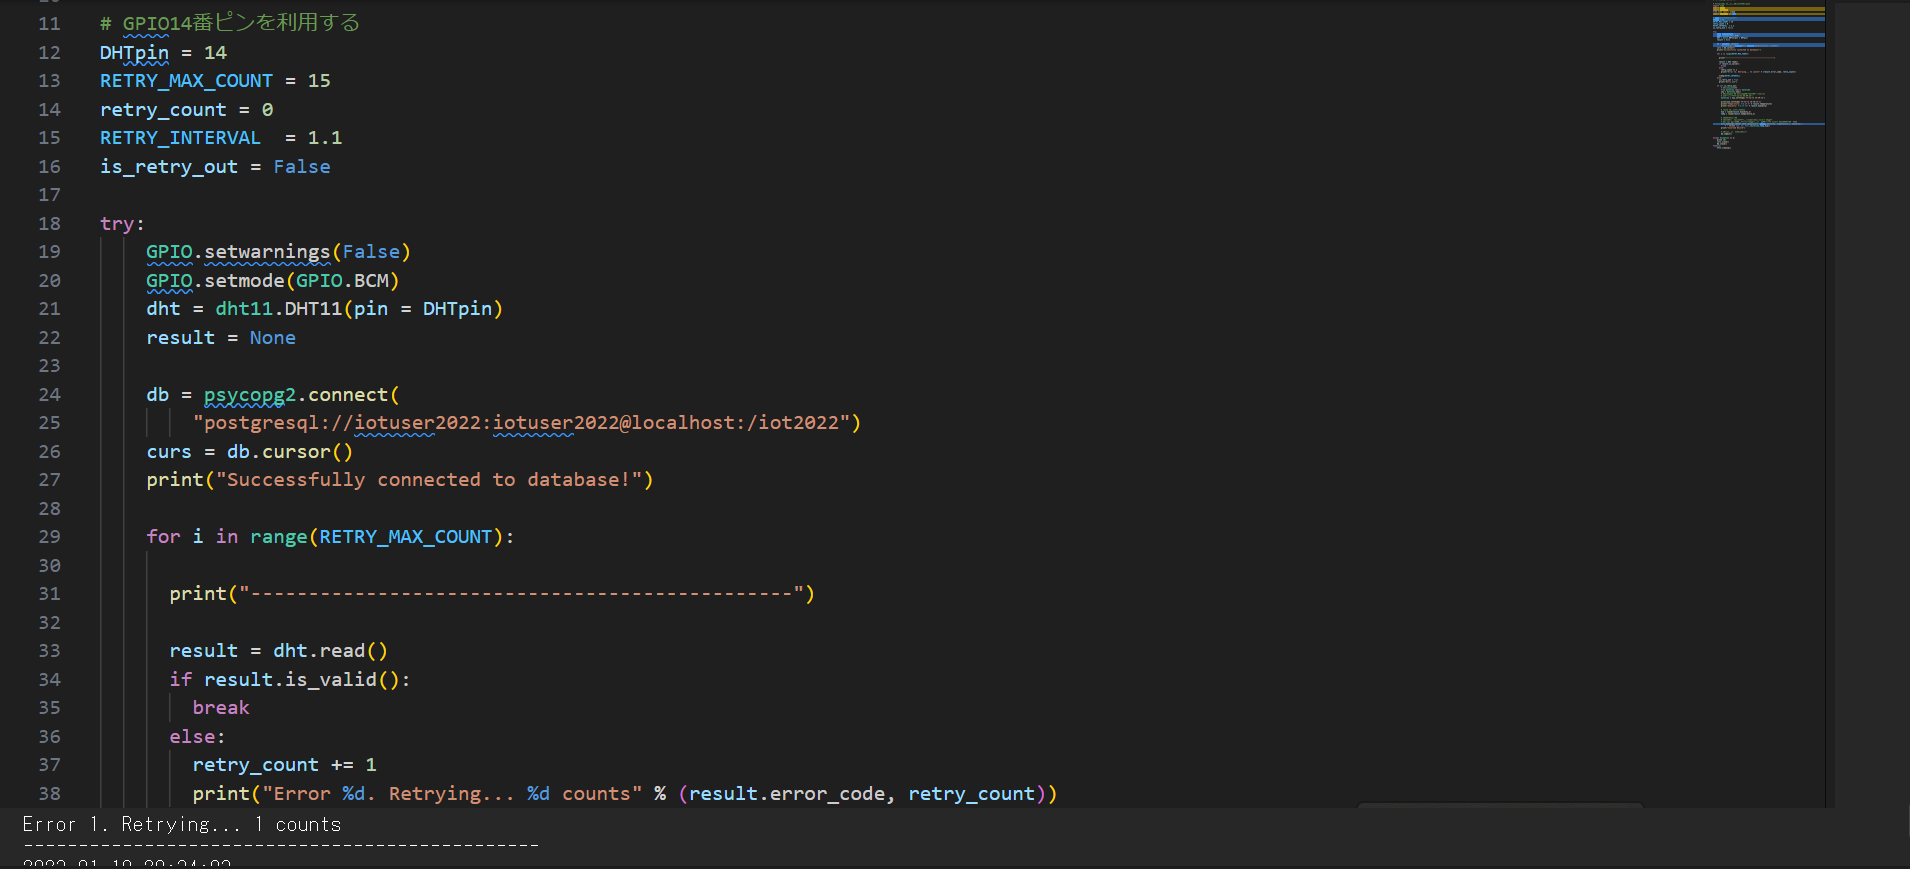 11 # GPIO14番ピンを利用する
12 DHTpin = 14
13 RETRY_MAX_COUNT = 15
14 retry_count = 0
15 RETRY_INTERVAL  = 1.1
16 is_retry_out = False
17
18 try:
19     GPIO.setwarnings(False)
20     GPIO.setmode(GPIO.BCM)
21     dht = dht11.DHT11(pin = DHTpin)
22     result = None
23
24     db = psycopg2.connect(
25         "postgresql://iotuser2022:iotuser2022@localhost:/iot2022")
26     curs = db.cursor()
27     print("Successfully connected to database!")
28
29     for i in range(RETRY_MAX_COUNT):
30
31       print("-----------------------------------------------")
32
33       result = dht.read()
34       if result.is_valid():
35         break
36       else:
37         retry_count += 1
38         print("Error %d. Retrying... %d counts" % (result.error_code, retry_count))
Error 1. Retrying... 1 counts
-----------------------------------------------